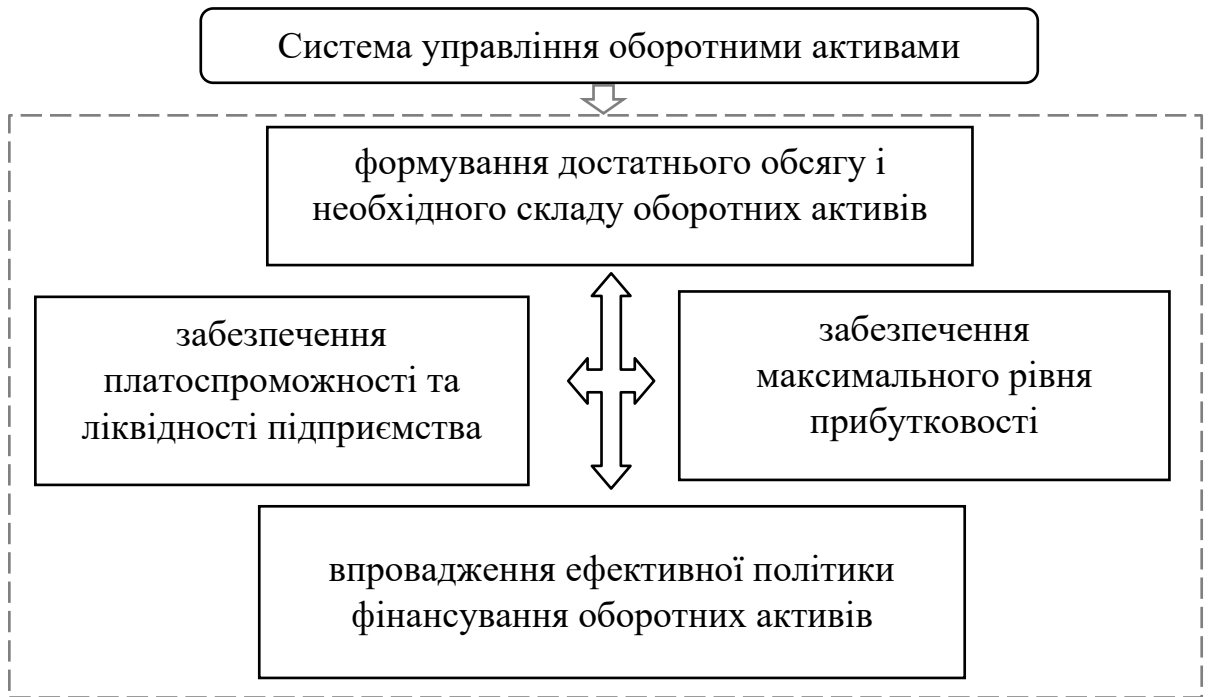 Система управління оборотними активами
формування достатнього обсягу і
необхідного складу оборотних активів
забезпечення
платоспроможності та
ліквідності підприємства
забезпечення
максимального рівня
прибутковості
впровадження ефективної політики
фінансування оборотних активів